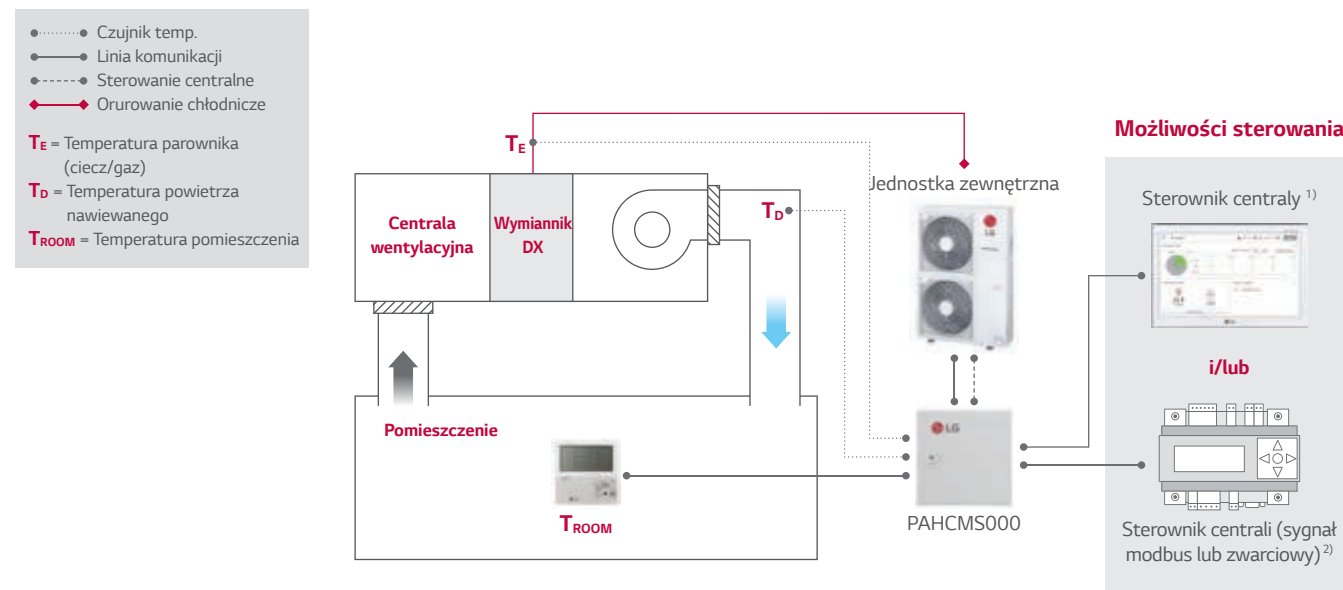 Czujnik temp.
Linia komunikacji
Sterowanie centralne
Orurowanie chłodnicze
TE = Temperatura parownika
(ciecz/gaz)
TD = Temperatura powietrza
nawiewanego
TROOM = Temperatura pomieszczenia
TE
Centrala
wentylacyjna
Wymiannik
DX
TD
Jednostka zewnętrzna
LG
Pomieszczenie
TROOM
LG
PAHCMS000
Możliwości sterowania
Sterownik centraly 1)
i/lub
Sterownik centrali (sygnał
modbus lub zwarciowy) 2)